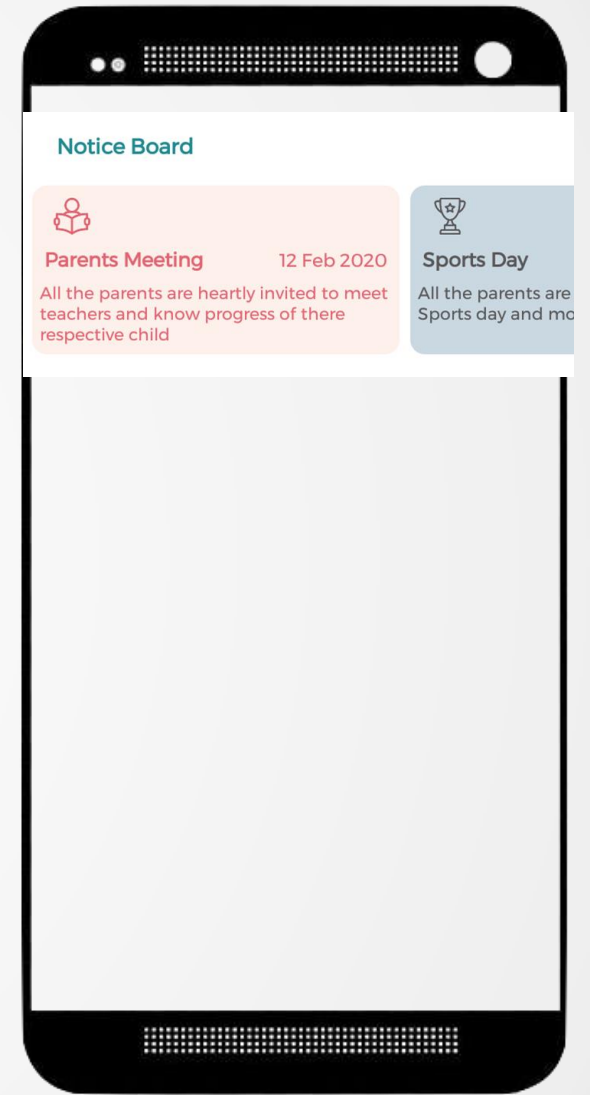 Notice Board
Parents Meeting 12 Feb 2020
All the parents are heartly invited to meet
teachers and know progress of there
respective child
Sports Day
All the parents are
Sports day and mo